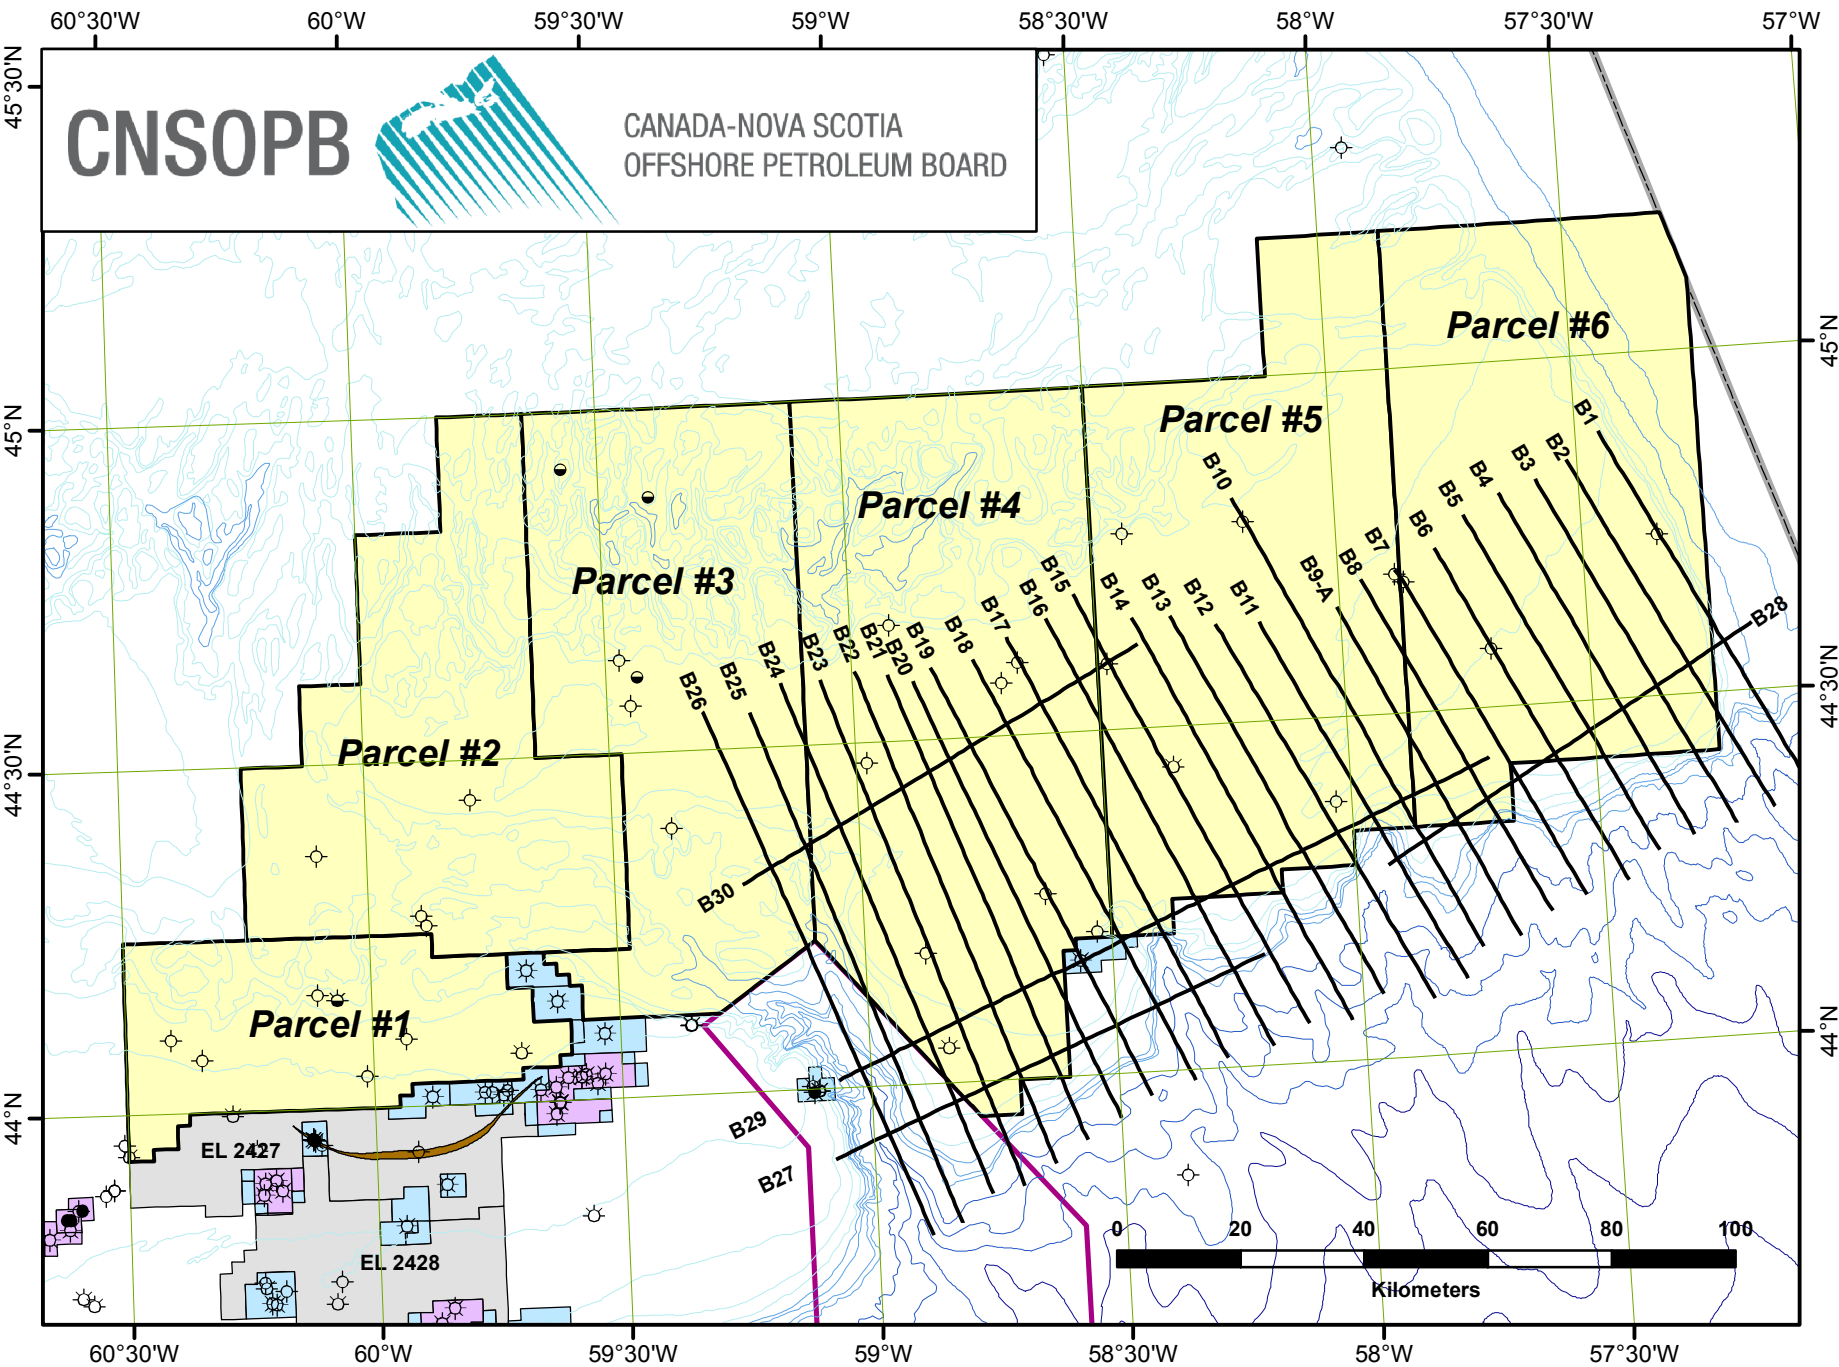 60°30'W 60°W 59°30'W 59°W 58°30'W 58°W 57°30'W 57°W
45°30'N
CNSOPB
CANADA-NOVA SCOTIA
OFFSHORE PETROLEUM BOARD
Parcel #6
45°N
Parcel #5
B1
B2
B3
B4
B5
B6
B7
B8
B9-A
B10
45°N
Parcel #4
Parcel #3
B11
B12
B13
B14
B15
B16
B17
B18
B19
B20
B21
B22
B23
B24
B25
B26
B28
44°30'N
Parcel #2
44°30'N
B30
Parcel #1
44°N
44°N
B29
B27
EL 2427
EL 2428
0 20 40 60 80 100
Kilometers
60°30'W 60°W 59°30'W 59°W 58°30'W 58°W 57°30'W